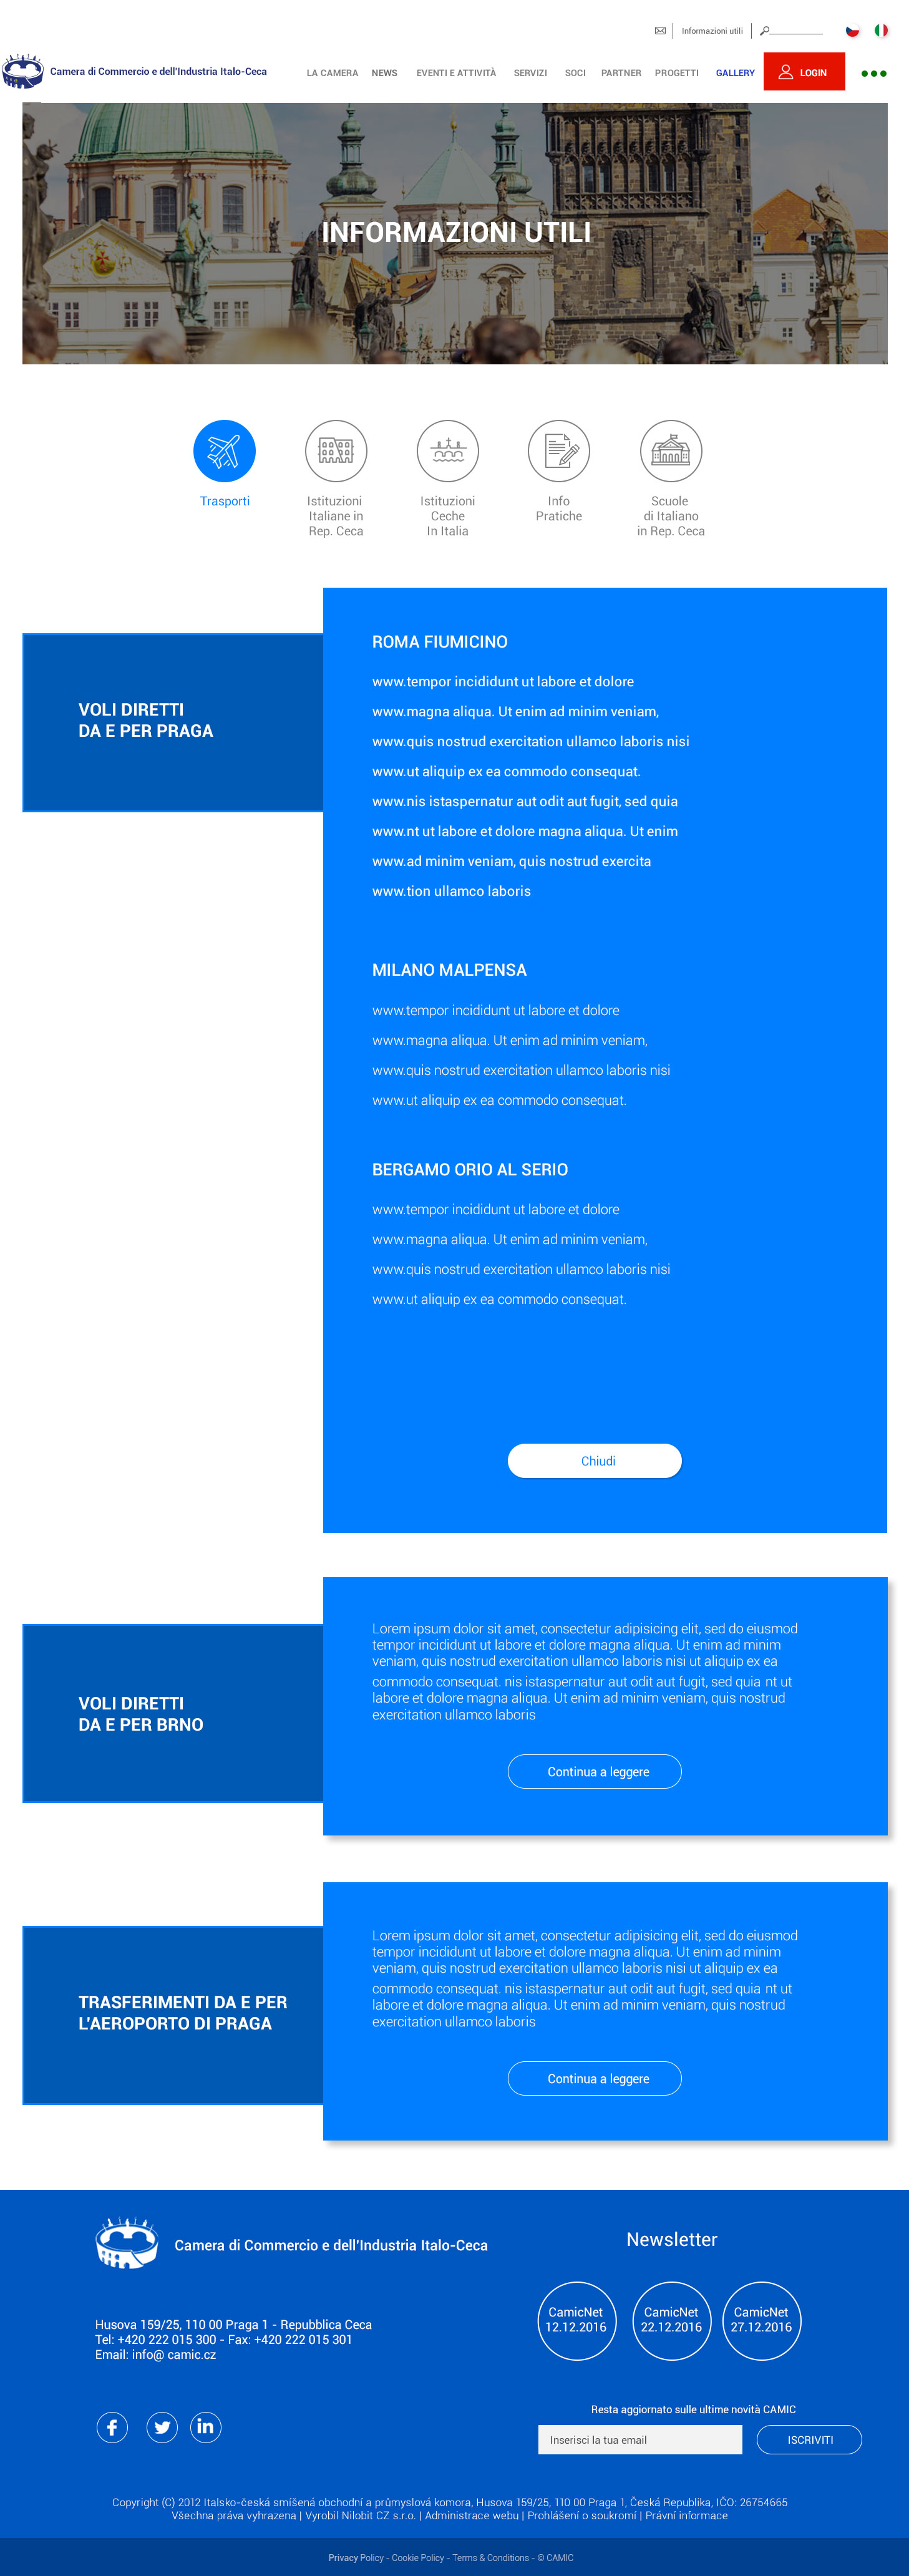 Informazioni utili
Camera di Commercio e dell'Industria Italo-Ceca
LA CAMERA NEWS EVENTI E ATTIVITÀ SERVIZI SOCI PARTNER PROGETTI GALLERY LOGIN
INFORMAZIONI UTILI
Trasporti
Istituzioni
Italiane in
Rep. Ceca
Istituzioni
Ceche
In Italia
Info
Pratiche
Scuole
di Italiano
in Rep. Ceca
VOLI DIRETTI
DA E PER PRAGA
ROMA FIUMICINO
www.tempor incididunt ut labore et dolore
www.magna aliqua. Ut enim ad minim veniam,
www.quis nostrud exercitation ullamco laboris nisi
www.ut aliquip ex ea commodo consequat.
www.nis istaspernatur aut odit aut fugit, sed quia
www.nt ut labore et dolore magna aliqua. Ut enim
www.ad minim veniam, quis nostrud exercita
www.tion ullamco laboris
MILANO MALPENSA
www.tempor incididunt ut labore et dolore
www.magna aliqua. Ut enim ad minim veniam,
www.quis nostrud exercitation ullamco laboris nisi
www.ut aliquip ex ea commodo consequat.
BERGAMO ORIO AL SERIO
www.tempor incididunt ut labore et dolore
www.magna aliqua. Ut enim ad minim veniam,
www.quis nostrud exercitation ullamco laboris nisi
www.ut aliquip ex ea commodo consequat.
Chiudi
VOLI DIRETTI
DA E PER BRNO
Lorem ipsum dolor sit amet, consectetur adipisicing elit, sed do eiusmod
tempor incididunt ut labore et dolore magna aliqua. Ut enim ad minim
veniam, quis nostrud exercitation ullamco laboris nisi ut aliquip ex ea
commodo consequat. nis istaspernatur aut odit aut fugit, sed quia nt ut
labore et dolore magna aliqua. Ut enim ad minim veniam, quis nostrud
exercitation ullamco laboris
Continua a leggere
TRASFERIMENTI DA E PER
L'AEROPORTO DI PRAGA
Lorem ipsum dolor sit amet, consectetur adipisicing elit, sed do eiusmod
tempor incididunt ut labore et dolore magna aliqua. Ut enim ad minim
veniam, quis nostrud exercitation ullamco laboris nisi ut aliquip ex ea
commodo consequat. nis istaspernatur aut odit aut fugit, sed quia nt ut
labore et dolore magna aliqua. Ut enim ad minim veniam, quis nostrud
exercitation ullamco laboris
Continua a leggere
Camera di Commercio e dell'Industria Italo-Ceca
Husova 159/25, 110 00 Praga 1 - Repubblica Ceca
Tel: +420 222 015 300 - Fax: +420 222 015 301
Email: info@ camic.cz
Newsletter
CamicNet
12.12.2016
CamicNet
22.12.2016
CamicNet
27.12.2016
Resta aggiornato sulle ultime novità CAMIC
Inserisci la tua email
ISCRIVITI
Copyright (C) 2012 Italsko-česká smíšená obchodní a průmyslová komora, Husova 159/25, 110 00 Praga 1, Česká Republika, IČO: 26754665
Všechna práva vyhrazena | Vyrobil Nilobit CZ s.r.o. | Administrace webu | Prohlášení o soukromí | Právní informace
Privacy Policy - Cookie Policy - Terms & Conditions - © CAMIC